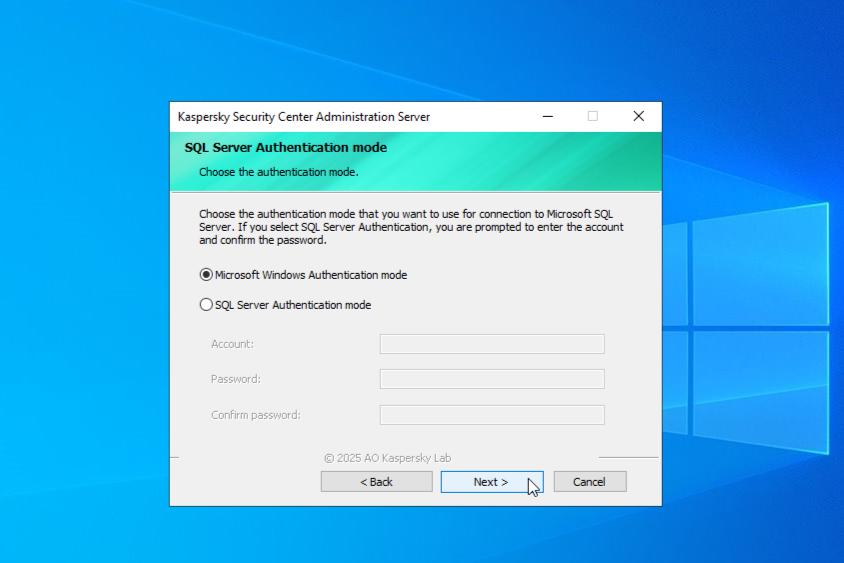 Kaspersky Security Center Administration Server
SQL Server Authentication mode
Choose the authentication mode.
Choose the authentication mode that you want to use for connection to Microsoft SQL
Server. If you select SQL Server Authentication, you are prompted to enter the account
and confirm the password.
Microsoft Windows Authentication mode
SQL Server Authentication mode
Account:
Password:
Confirm password:
© 2025 AO Kaspersky Lab
< Back
Next >
Cancel